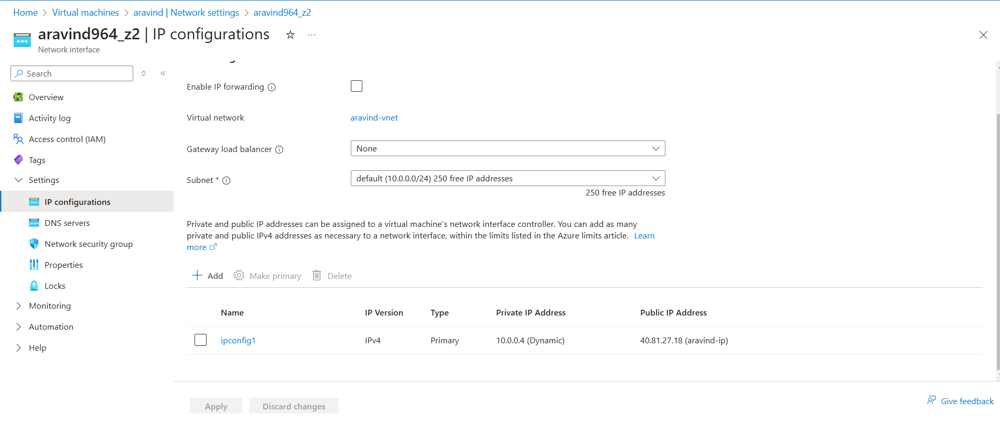 Home > Virtual machines > aravind | Network settings > aravind964_z2
aravind964_z2 | IP configurations
Network interface
Search
Overview
Activity log
Access control (IAM)
Tags
Settings
IP configurations
DNS servers
Network security group
Properties
Locks
Monitoring
Automation
Help
Enable IP forwarding
Virtual network aravind-vnet
Gateway load balancer None
Subnet * default (10.0.0.0/24) 250 free IP addresses
250 free IP addresses
Private and public IP addresses can be assigned to a virtual machine's network interface controller. You can add as many
private and public IPv4 addresses as necessary to a network interface, within the limits listed in the Azure limits article. Learn
more
Add Make primary Delete
Name IP Version Type Private IP Address Public IP Address
ipconfig1 IPv4 Primary 10.0.0.4 (Dynamic) 40.81.27.18 (aravind-ip)
Apply Discard changes
Give feedback